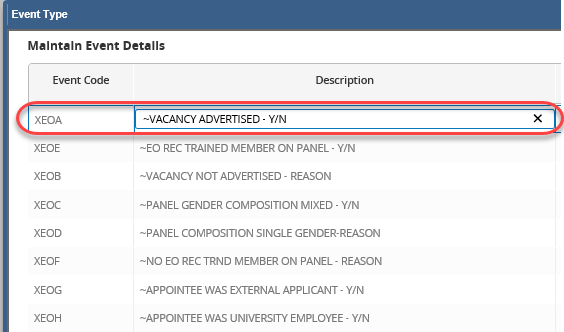 Event Type
Maintain Event Details
Event Code Description
XEOA ~VACANCY ADVERTISED - Y/N
XEOE ~EO REC TRAINED MEMBER ON PANEL - Y/N
XEOB ~VACANCY NOT ADVERTISED - REASON
XEOC ~PANEL GENDER COMPOSITION MIXED - Y/N
XEOD ~PANEL COMPOSITION SINGLE GENDER-REASON
XEOF ~NO EO REC TRND MEMBER ON PANEL - REASON
XEOG ~APPOINTEE WAS EXTERNAL APPLICANT - Y/N
XEOH ~APPOINTEE WAS UNIVERSITY EMPLOYEE - Y/N